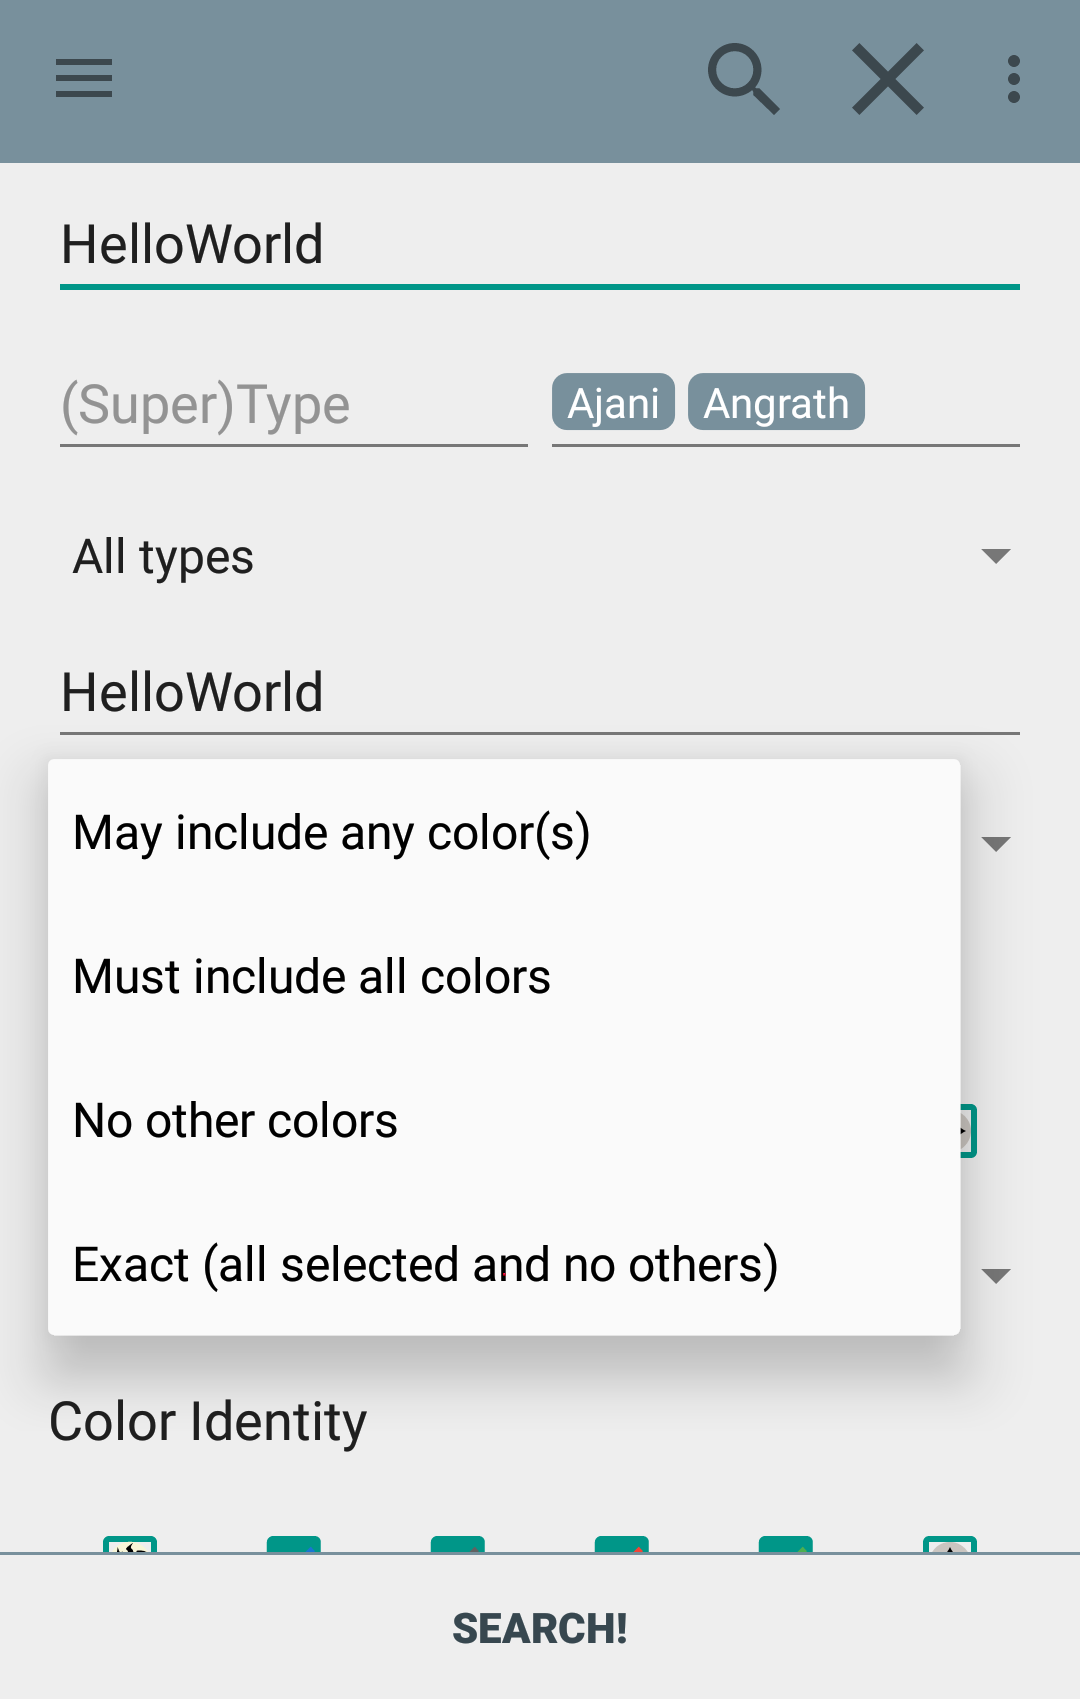 HelloWorld
(Super)Type Ajani Angrath
All types
HelloWorld
May include any color(s)
Must include all colors
No other colors
Exact (all selected and no others)
Color Identity
SEARCH!